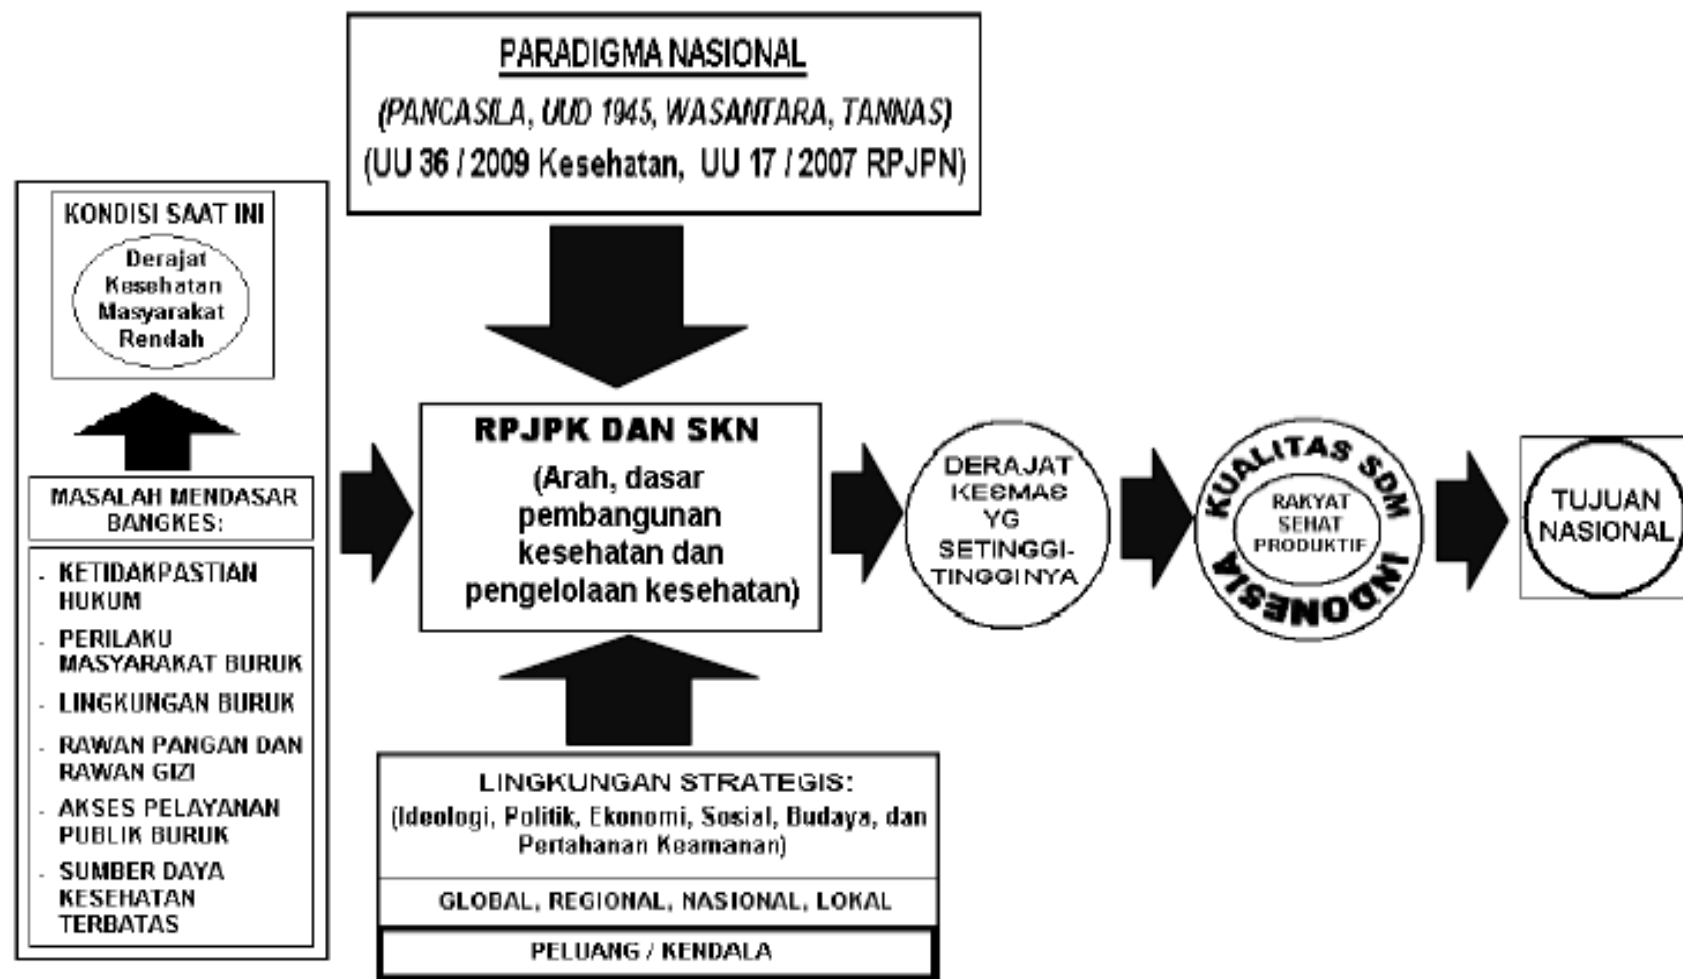 PARADIGMA NASIONAL
(PANCASILA, UUD 1945, WASANTARA, TANNAS)
(UU 36 / 2009 Kesehatan, UU 17 / 2007 RPJPN)
KONDISI SAAT INI
Derajat
Kesehatan
Masyarakat
Rendah
MASALAH MENDASAR
BANGKES:
- KETIDAKPASTIAN
HUKUM
- PERILAKU
MASYARAKAT BURUK
- LINGKUNGAN BURUK
- RAWAN PANGAN DAN
RAWAN GIZI
- AKSES PELAYANAN
PUBLIK BURUK
- SUMBER DAYA
KESEHATAN
TERBATAS
RPJPK DAN SKN
(Arah, dasar
pembangunan
kesehatan dan
pengelolaan kesehatan)
LINGKUNGAN STRATEGIS:
(Ideologi, Politik, Ekonomi, Sosial, Budaya, dan
Pertahanan Keamanan)
GLOBAL, REGIONAL, NASIONAL, LOKAL
PELUANG / KENDALA
DERAJAT
KESMAS
YG
SETINGGI-
TINGGINYA
KUALITAS SDM
INDONESIA
RAKYAT
SEHAT
PRODUKTIF
TUJUAN
NASIONAL